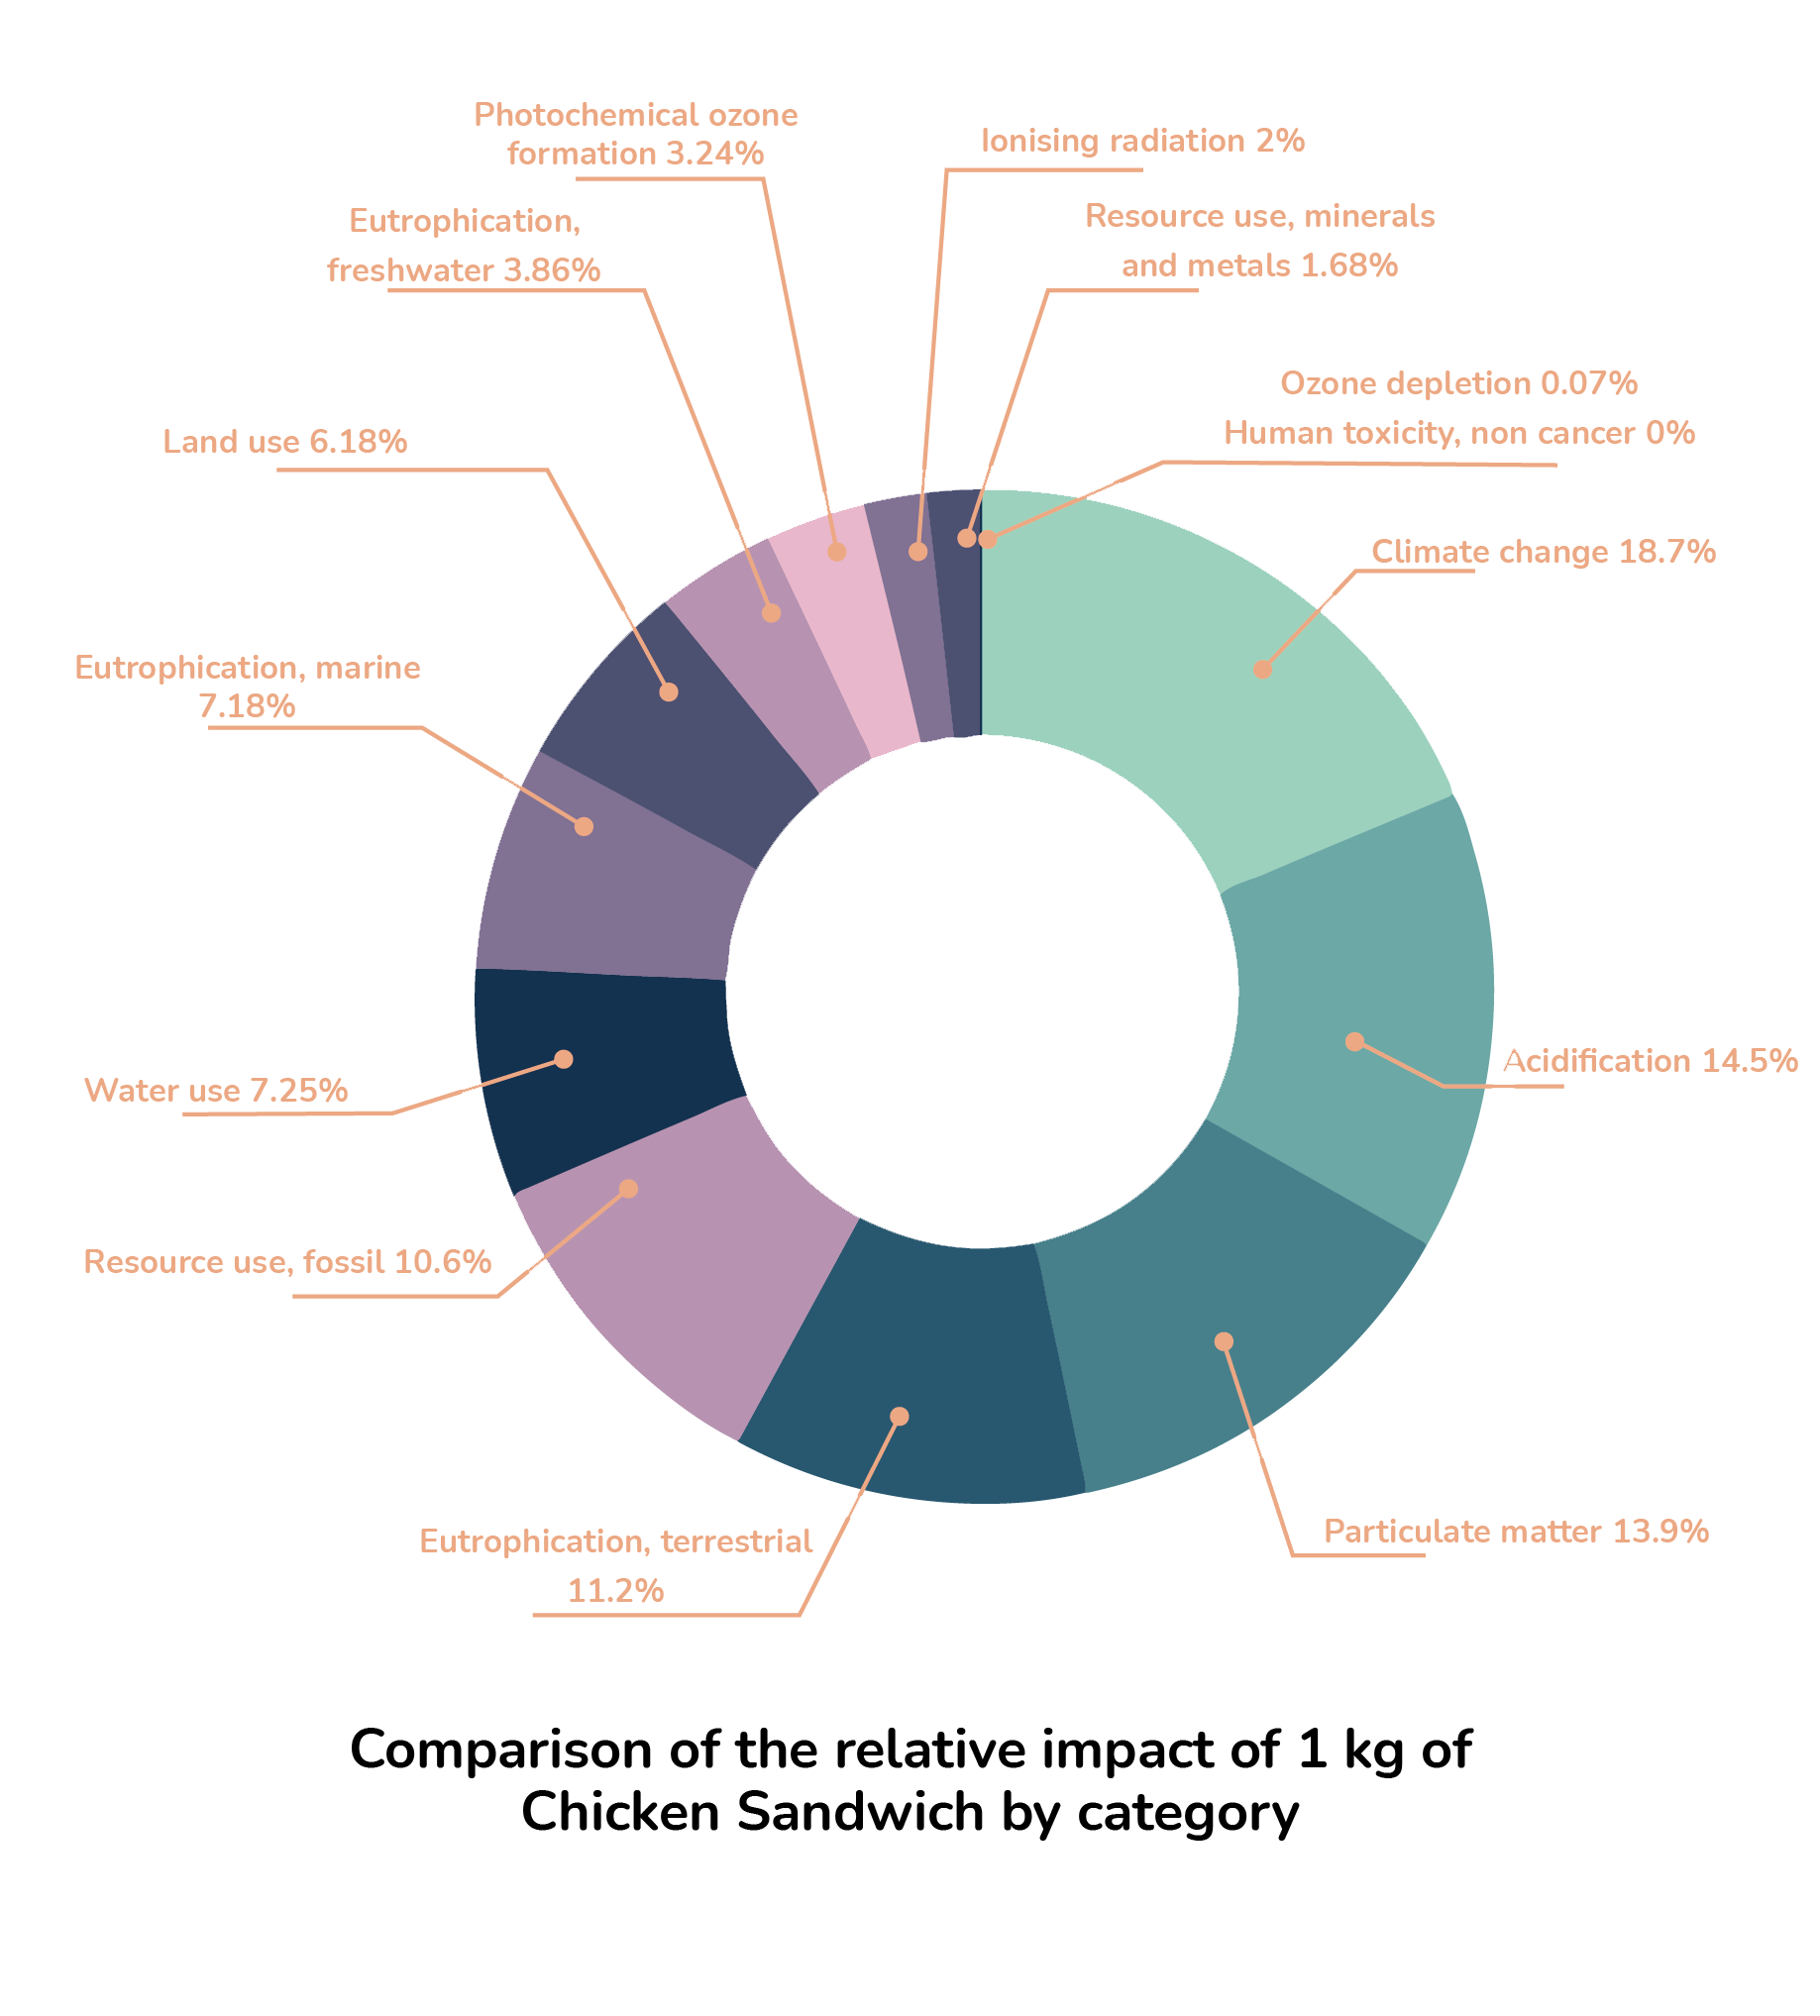 Photochemical ozone
formation 3.24%
Ionising radiation 2%
Eutrophication,
freshwater 3.86%
Resource use, minerals
and metals 1.68%
Ozone depletion 0.07%
Human toxicity, non cancer 0%
Land use 6.18%
Climate change 18.7%
Eutrophication, marine
7.18%
Acidification 14.5%
Water use 7.25%
Resource use, fossil 10.6%
Particulate matter 13.9%
Eutrophication, terrestrial
11.2%
Comparison of the relative impact of 1 kg of
Chicken Sandwich by category